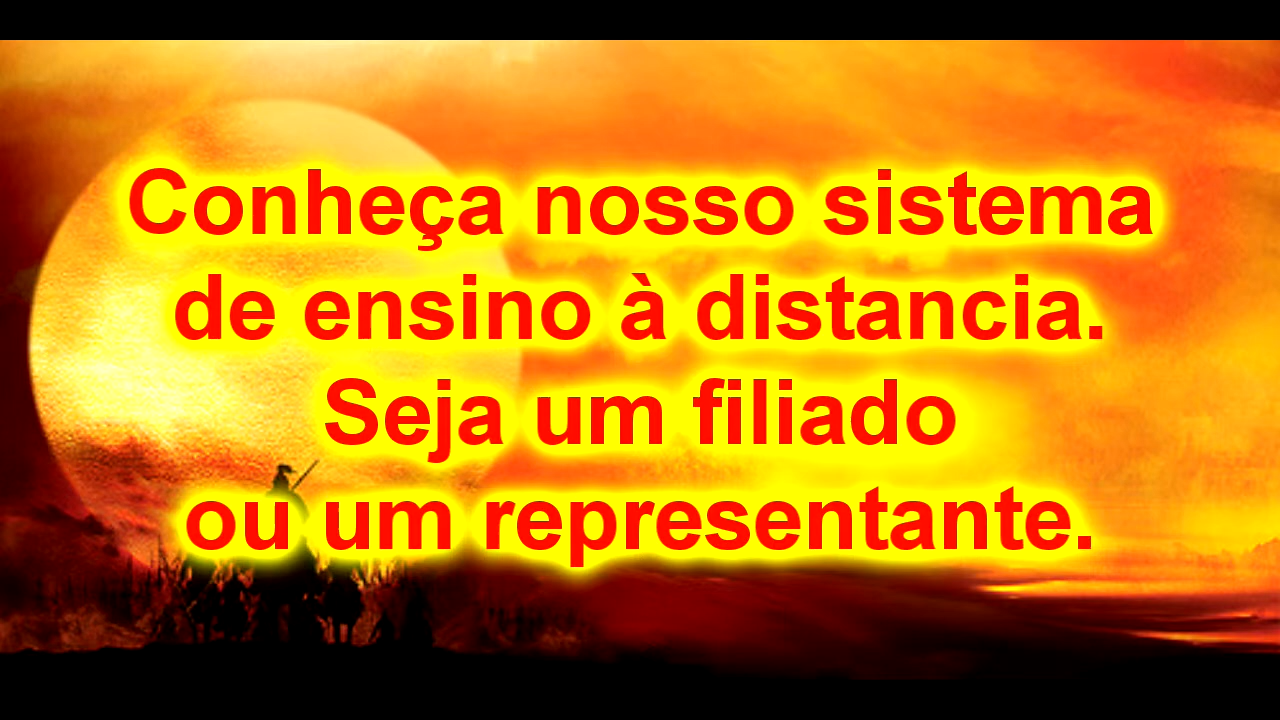 Conheça nosso sistema
de ensino à distancia.
Seja um filiado
ou um representante.